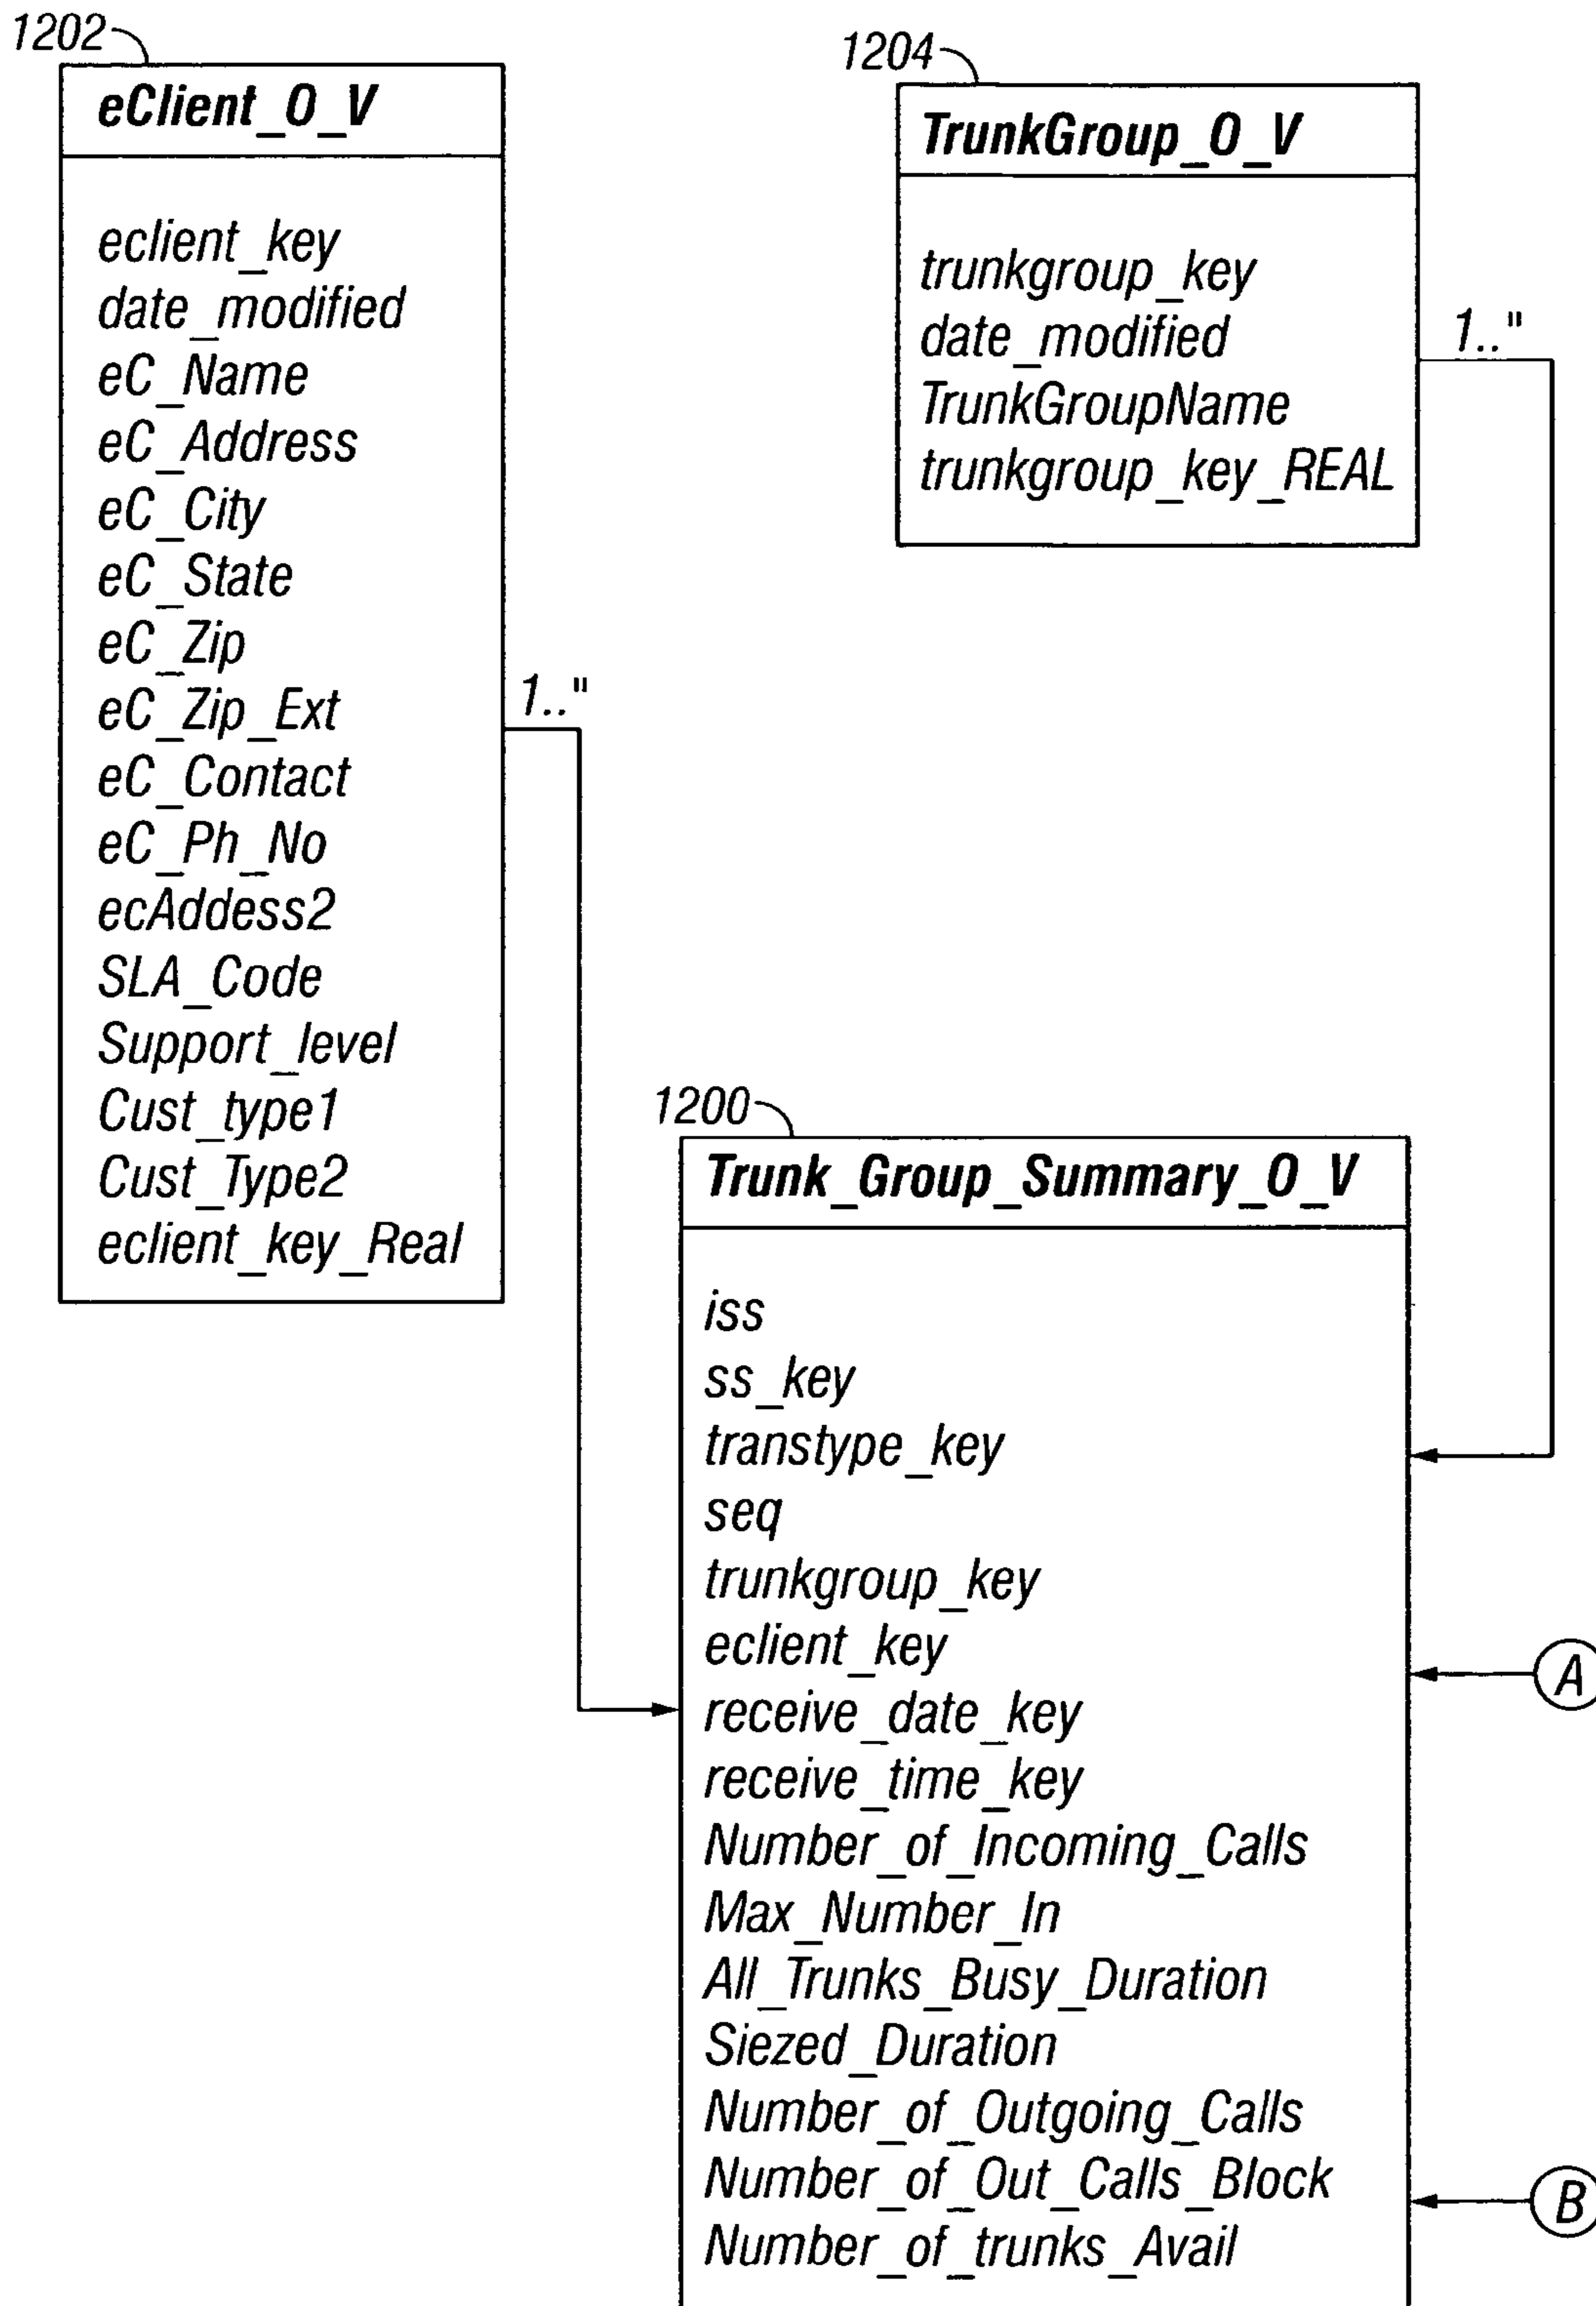 1202
eClient_O_V
eclient_key
date_modified
eC_Name
eC_Address
eC_City
eC_State
eC_Zip
eC_Zip_Ext
eC_Contact
eC_Ph_No
ecAddess2
SLA_Code
Support_level
Cust_type1
Cust_Type2
eclient_key_Real
1.."
1204
TrunkGroup_O_V
trunkgroup_key
date_modified
TrunkGroupName
trunkgroup_key_REAL
1.."
1200
Trunk_Group_Summary_O_V
iss
ss_key
transtype_key
seq
trunkgroup_key
eclient_key
receive_date_key
receive_time_key
Number_of_Incoming_Calls
Max_Number_In
All_Trunks_Busy_Duration
Siezed_Duration
Number_of_Outgoing_Calls
Number_of_Out_Calls_Block
Number_of_trunks_Avail
A
B